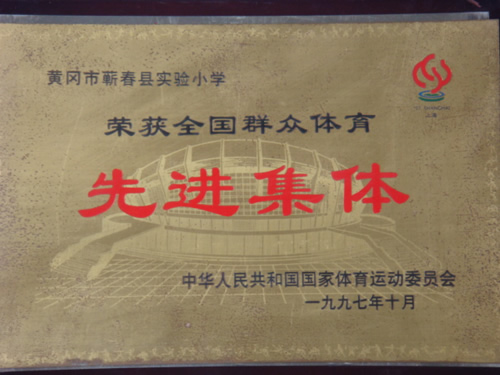 黄冈市蕲春县实验小学
荣获全国群众体育
先进集体
中华人民共和国国家体育运动委员会
一九九七年十月